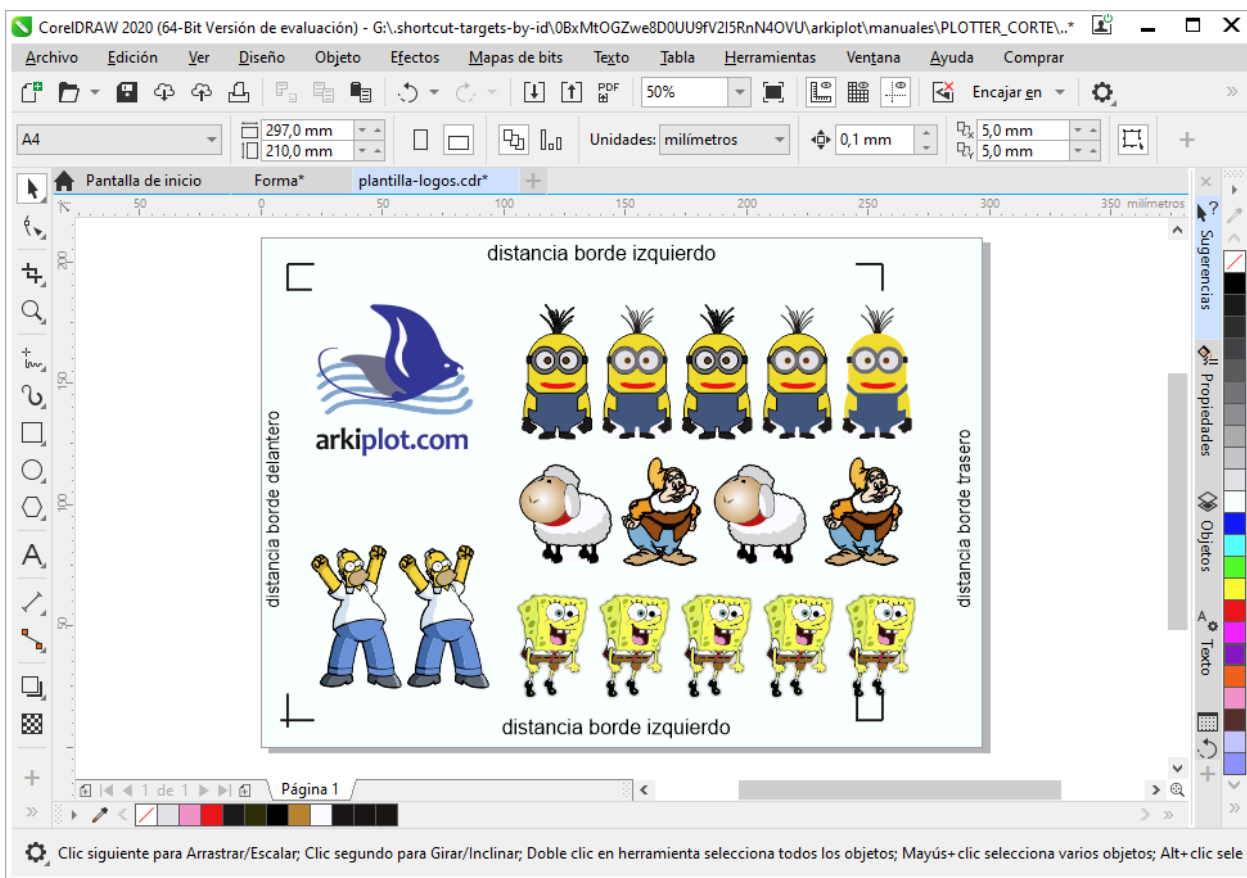 CorelDRAW 2020 (64-Bit Versión de evaluación) - G:\.shortcut-targets-by-id\0BxMtOGZwe8D0UU9fV2l5RnN4OVU\arkiplot\manuales\PLOTTER_CORTE\..*
Archivo Edición Ver Diseño Objeto Efectos Mapas de bits Texto Tabla Herramientas Ventana Ayuda Comprar
PDF 50% Encajar en
A4 297,0 mm 210,0 mm Unidades: milímetros 0,1 mm 5,0 mm 5,0 mm
Pantalla de inicio Forma* plantilla-logos.cdr*
50 0 50 100 150 200 250 300 350 milímetros
200
150
100
50
distancia borde izquierdo
distancia borde delantero
arkiplot.com
distancia borde trasero
distancia borde izquierdo
Sugerencias
Propiedades
Objetos
Texto
1 de 1 Página 1
Clic siguiente para Arrastrar/Escalar; Clic segundo para Girar/Inclinar; Doble clic en herramienta selecciona todos los objetos; Mayús+clic selecciona varios objetos; Alt+clic sele